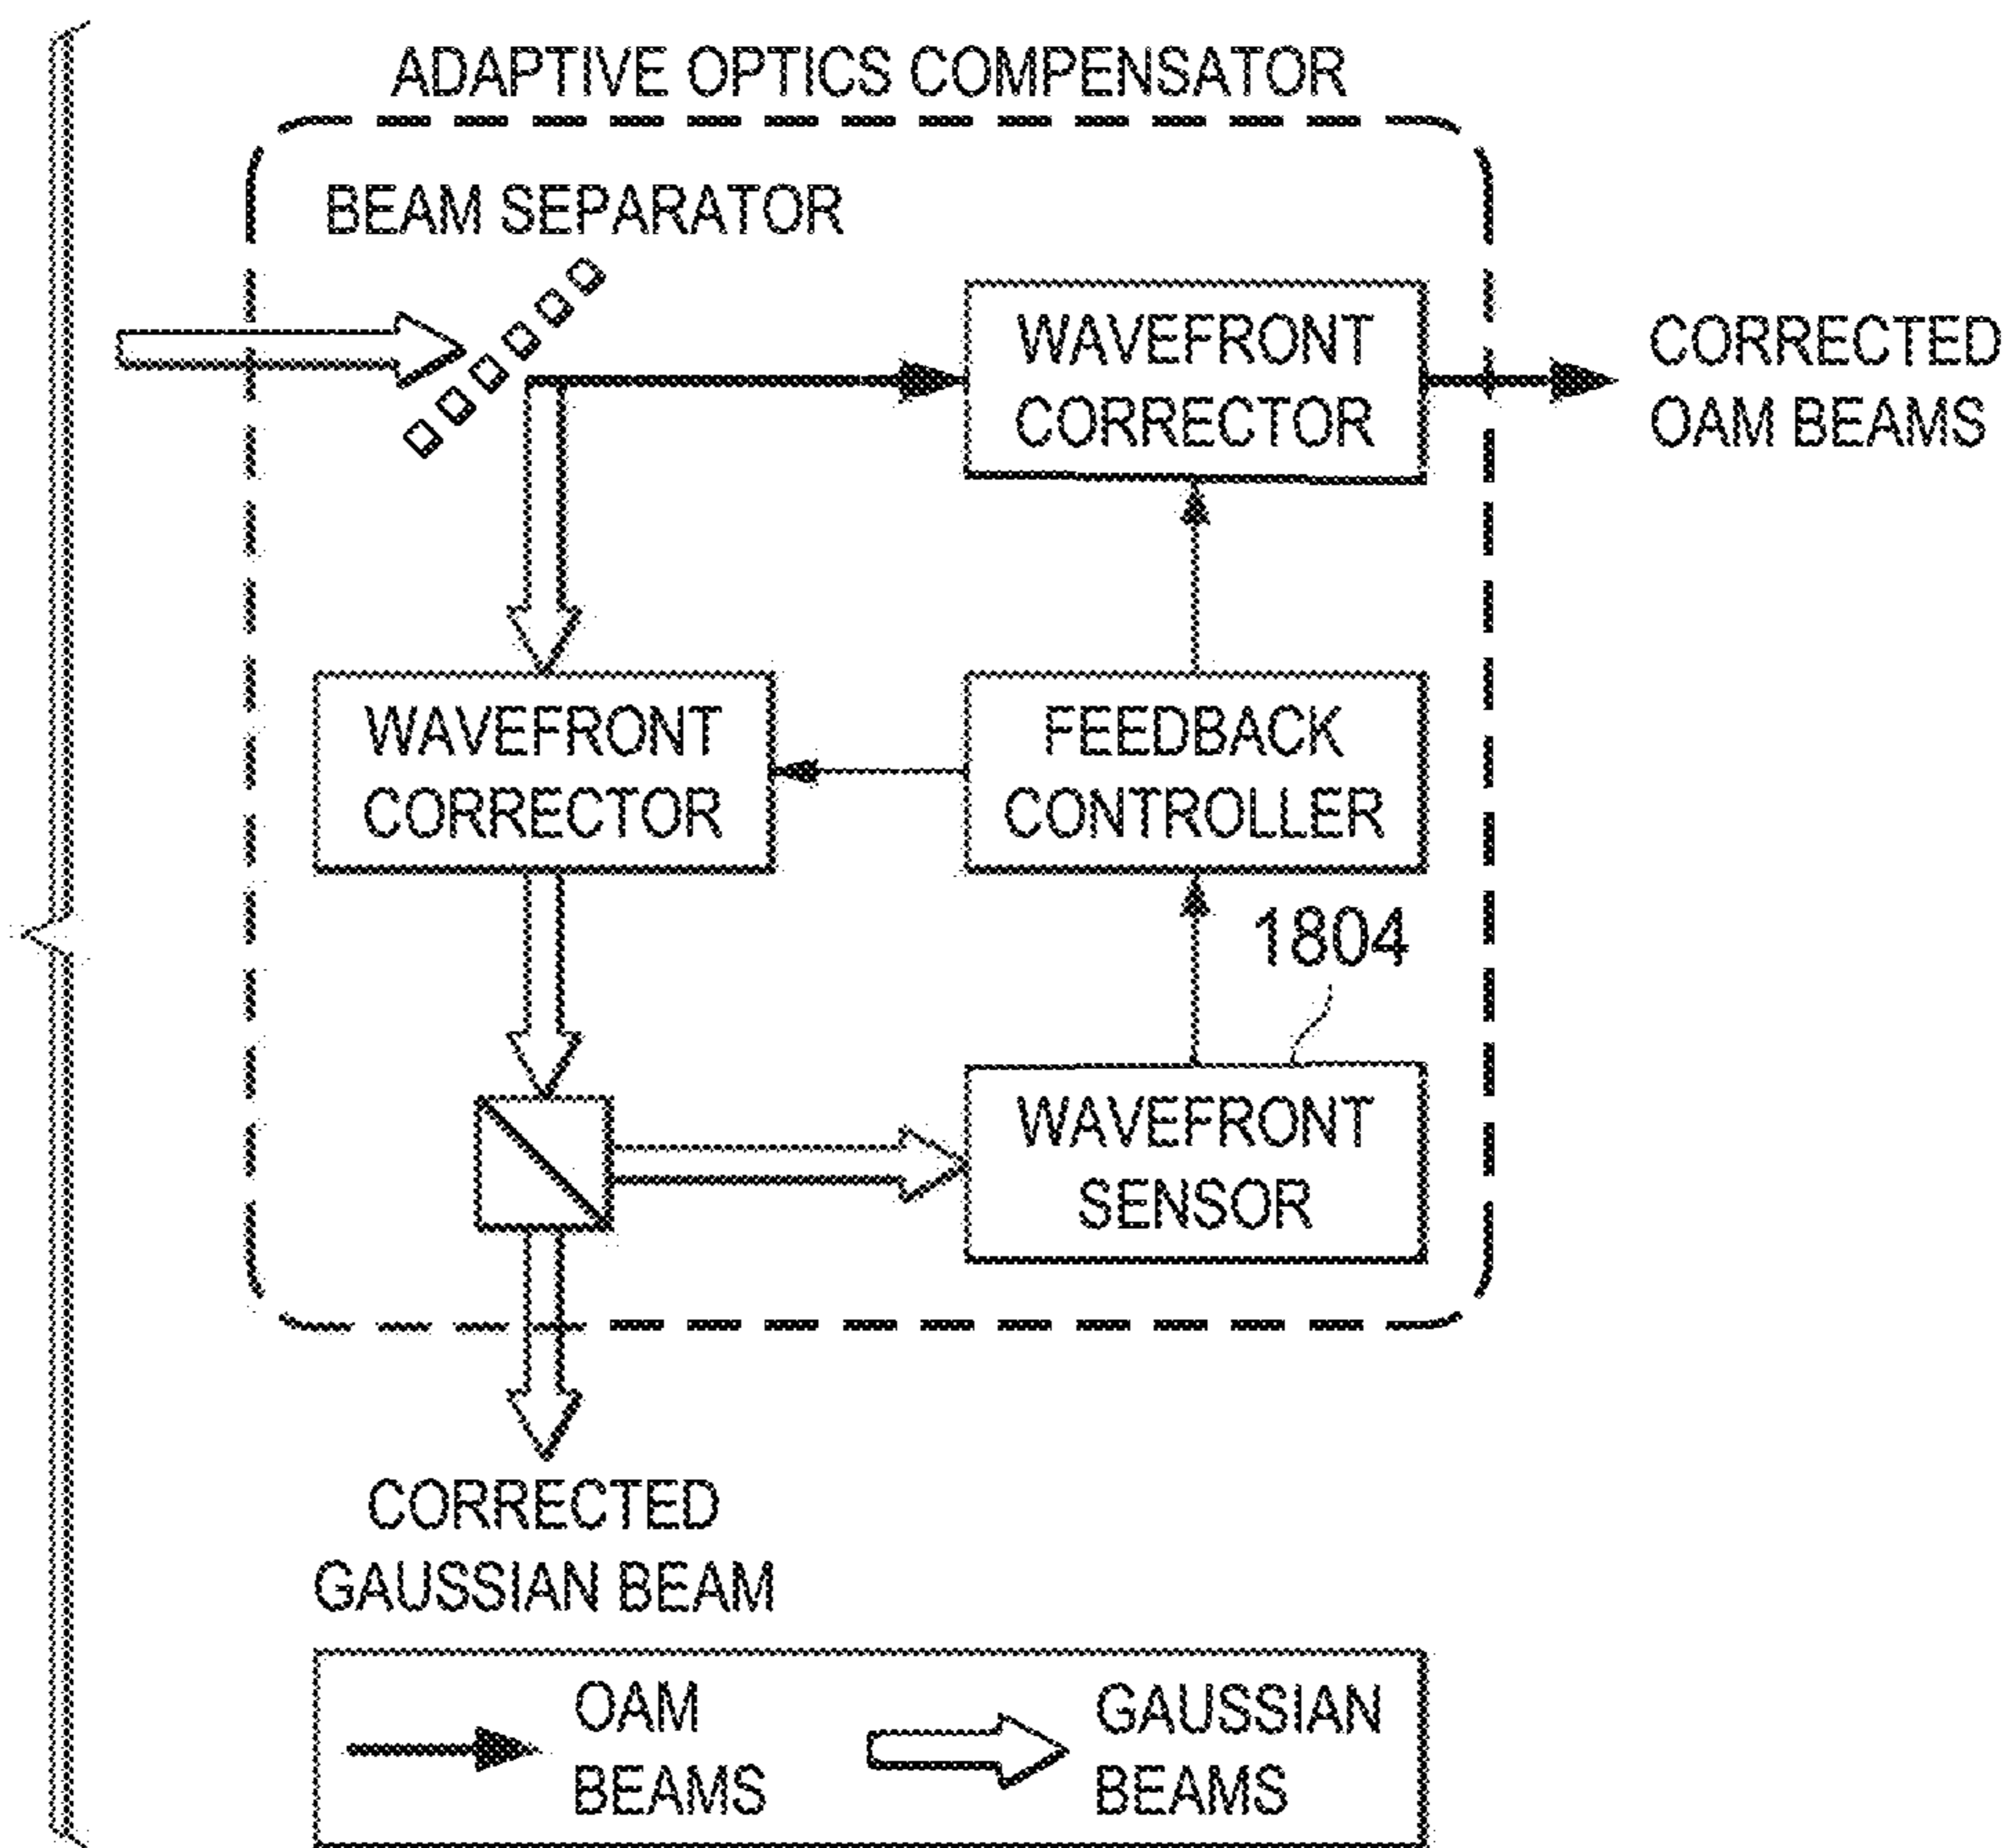 ADAPTIVE OPTICS COMPENSATOR
BEAM SEPARATOR
WAVEFRONT
CORRECTOR
CORRECTED
OAM BEAMS
WAVEFRONT
CORRECTOR
FEEDBACK
CONTROLLER
1804
WAVEFRONT
SENSOR
CORRECTED
GAUSSIAN BEAM
OAM
BEAMS
GAUSSIAN
BEAMS